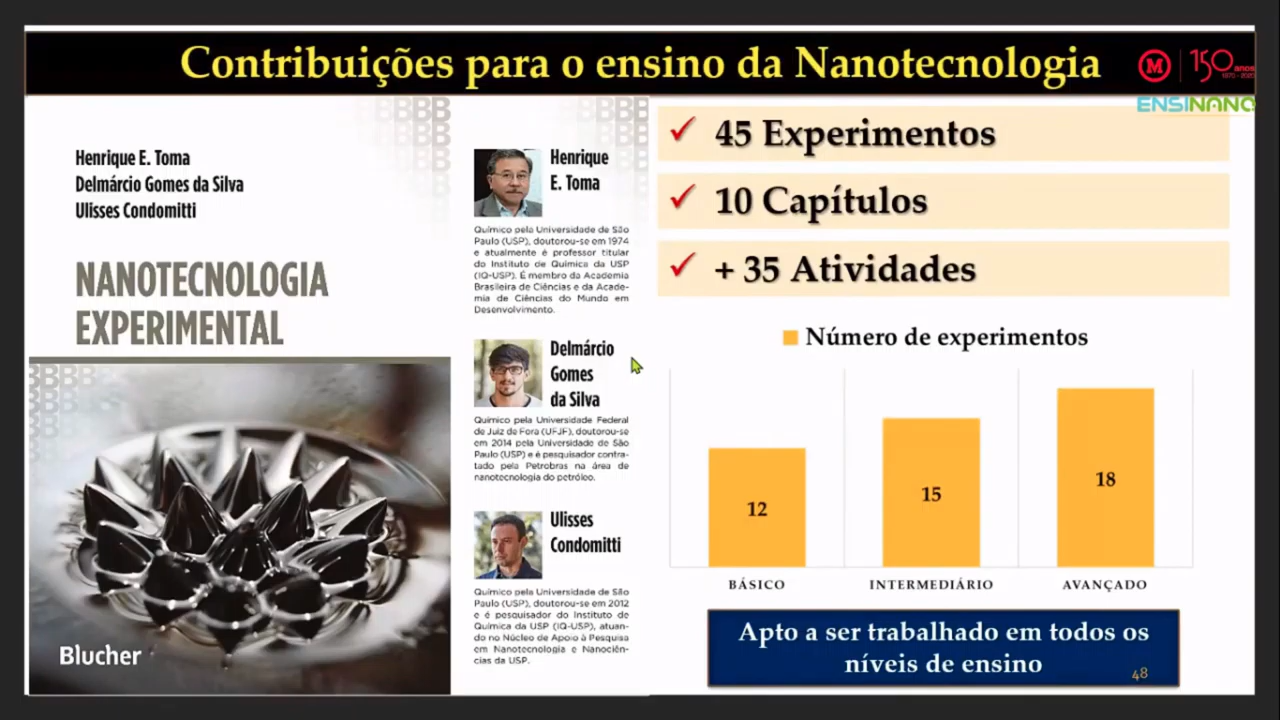 Contribuições para o ensino da Nanotecnologia
M
150 anos
1870 - 2020
ENSINANO
Henrique E. Toma
Delmárcio Gomes da Silva
Ulisses Condomitti
NANOTECNOLOGIA
EXPERIMENTAL
Blucher
Henrique
E. Toma
Químico pela Universidade de São
Paulo (USP), doutorou-se em 1974
e atualmente é professor titular
do Instituto de Química da USP
(IQ-USP). É membro da Academia
Brasileira de Ciências e da Acade-
mia de Ciências do Mundo em
Desenvolvimento.
Delmárcio
Gomes
da Silva
Químico pela Universidade Federal
de Juiz de Fora (UFJF), doutorou-se
em 2014 pela Universidade de São
Paulo (USP) e é pesquisador contra-
tado pela Petrobras na área de
nanotecnologia do petróleo.
Ulisses
Condomitti
Químico pela Universidade de São
Paulo (USP), doutorou-se em 2012
e é pesquisador do Instituto de
Química da USP (IQ-USP), atuan-
do no Núcleo de Apoio à Pesquisa
em Nanotecnologia e Nanociên-
cias da USP.
✓ 45 Experimentos
✓ 10 Capítulos
✓ + 35 Atividades
Número de experimentos
12
15
18
BÁSICO
INTERMEDIÁRIO
AVANÇADO
Apto a ser trabalhado em todos os
níveis de ensino
48